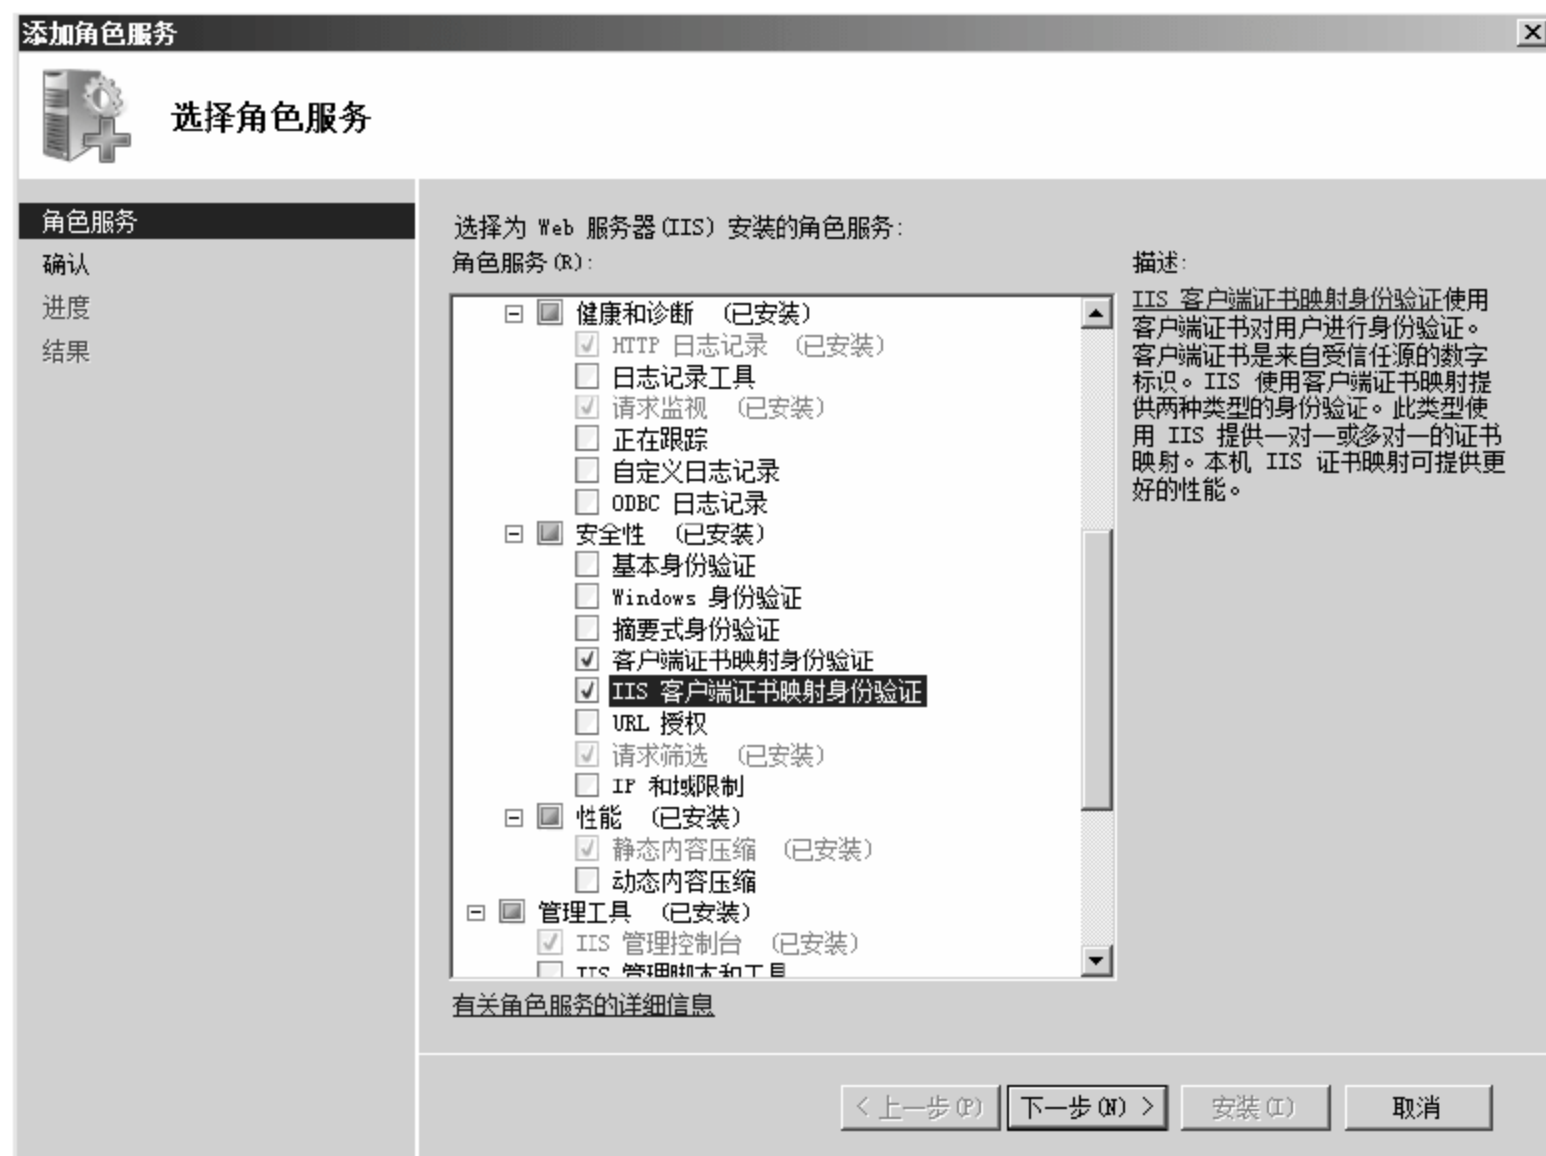 添加角色服务
选择角色服务
角色服务
确认
进度
结果
选择为 Web 服务器(IIS) 安装的角色服务:
角色服务(R):
健康和诊断 (已安装)
HTTP 日志记录 (已安装)
日志记录工具
请求监视 (已安装)
正在跟踪
自定义日志记录
ODBC 日志记录
安全性 (已安装)
基本身份验证
Windows 身份验证
摘要式身份验证
客户端证书映射身份验证
IIS 客户端证书映射身份验证
URL 授权
请求筛选 (已安装)
IP 和域限制
性能 (已安装)
静态内容压缩 (已安装)
动态内容压缩
管理工具 (已安装)
IIS 管理控制台 (已安装)
IIS 管理脚本和工具
有关角色服务的详细信息
描述:
IIS 客户端证书映射身份验证使用
客户端证书对用户进行身份验证。
客户端证书是来自受信任源的数字
标识。IIS 使用客户端证书映射提
供两种类型的身份验证。此类型使
用 IIS 提供一对一或多对一的证书
映射。本机 IIS 证书映射可提供更
好的性能。
< 上一步(P)
下一步(N) >
安装(I)
取消